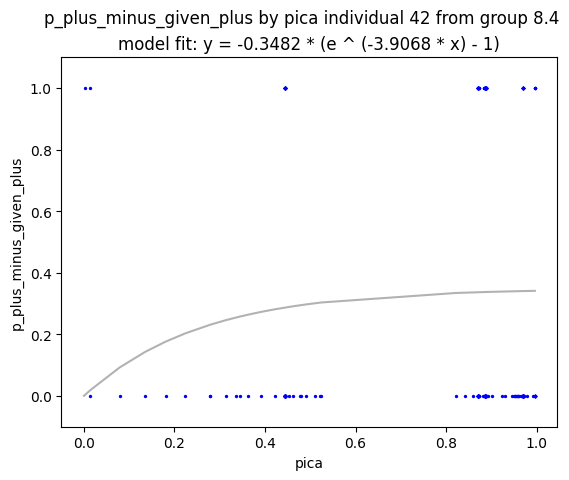 p_plus_minus_given_plus by pica individual 42 from group 8.4
model fit: y = -0.3482 * (e ^ (-3.9068 * x) - 1)
p_plus_minus_given_plus
1.0
0.8
0.6
0.4
0.2
0.0
0.0 0.2 0.4 0.6 0.8 1.0
pica